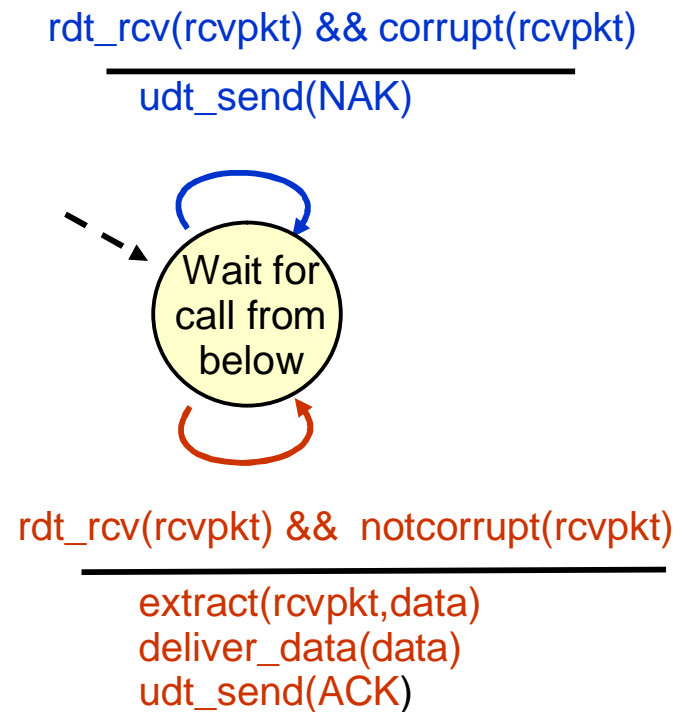 rdt_rcv(rcvpkt) && corrupt(rcvpkt)
udt_send(NAK)
Wait for
call from
below
rdt_rcv(rcvpkt) && notcorrupt(rcvpkt)
extract(rcvpkt,data)
deliver_data(data)
udt_send(ACK)